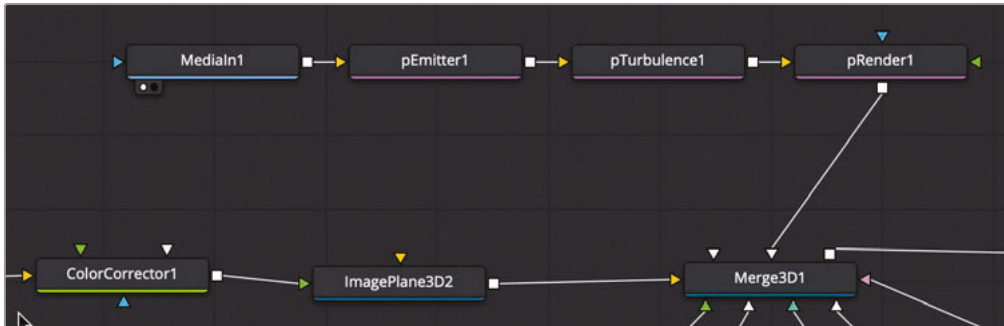 MediaIn1
pEmitter1
pTurbulence1
pRender1
ColorCorrector1
ImagePlane3D2
Merge3D1